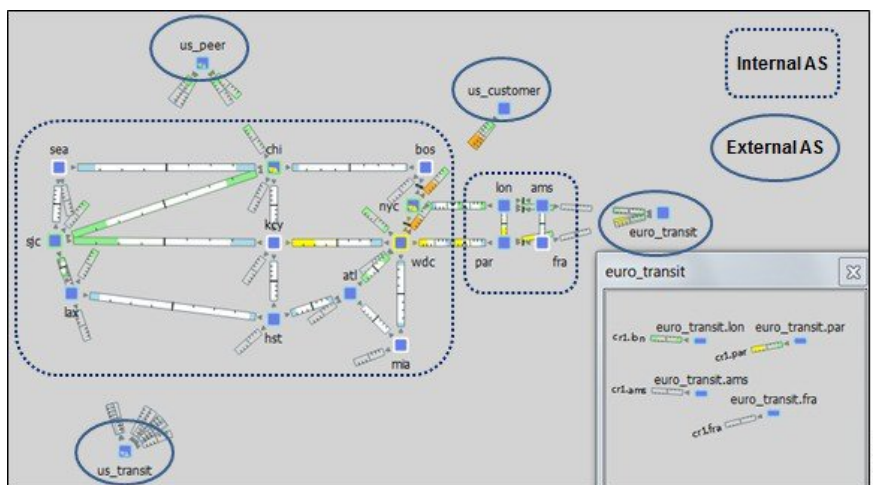 us_peer
Internal AS
us_customer
External AS
sea
chi
bos
lon
ams
nyc
sjc
kcy
wdc
par
fra
euro_transit
atl
lax
hst
mia
euro_transit
euro_transit.lon
euro_transit.par
cr1.lon
cr1.par
euro_transit.ams
cr1.ams
euro_transit.fra
cr1.fra
us_transit